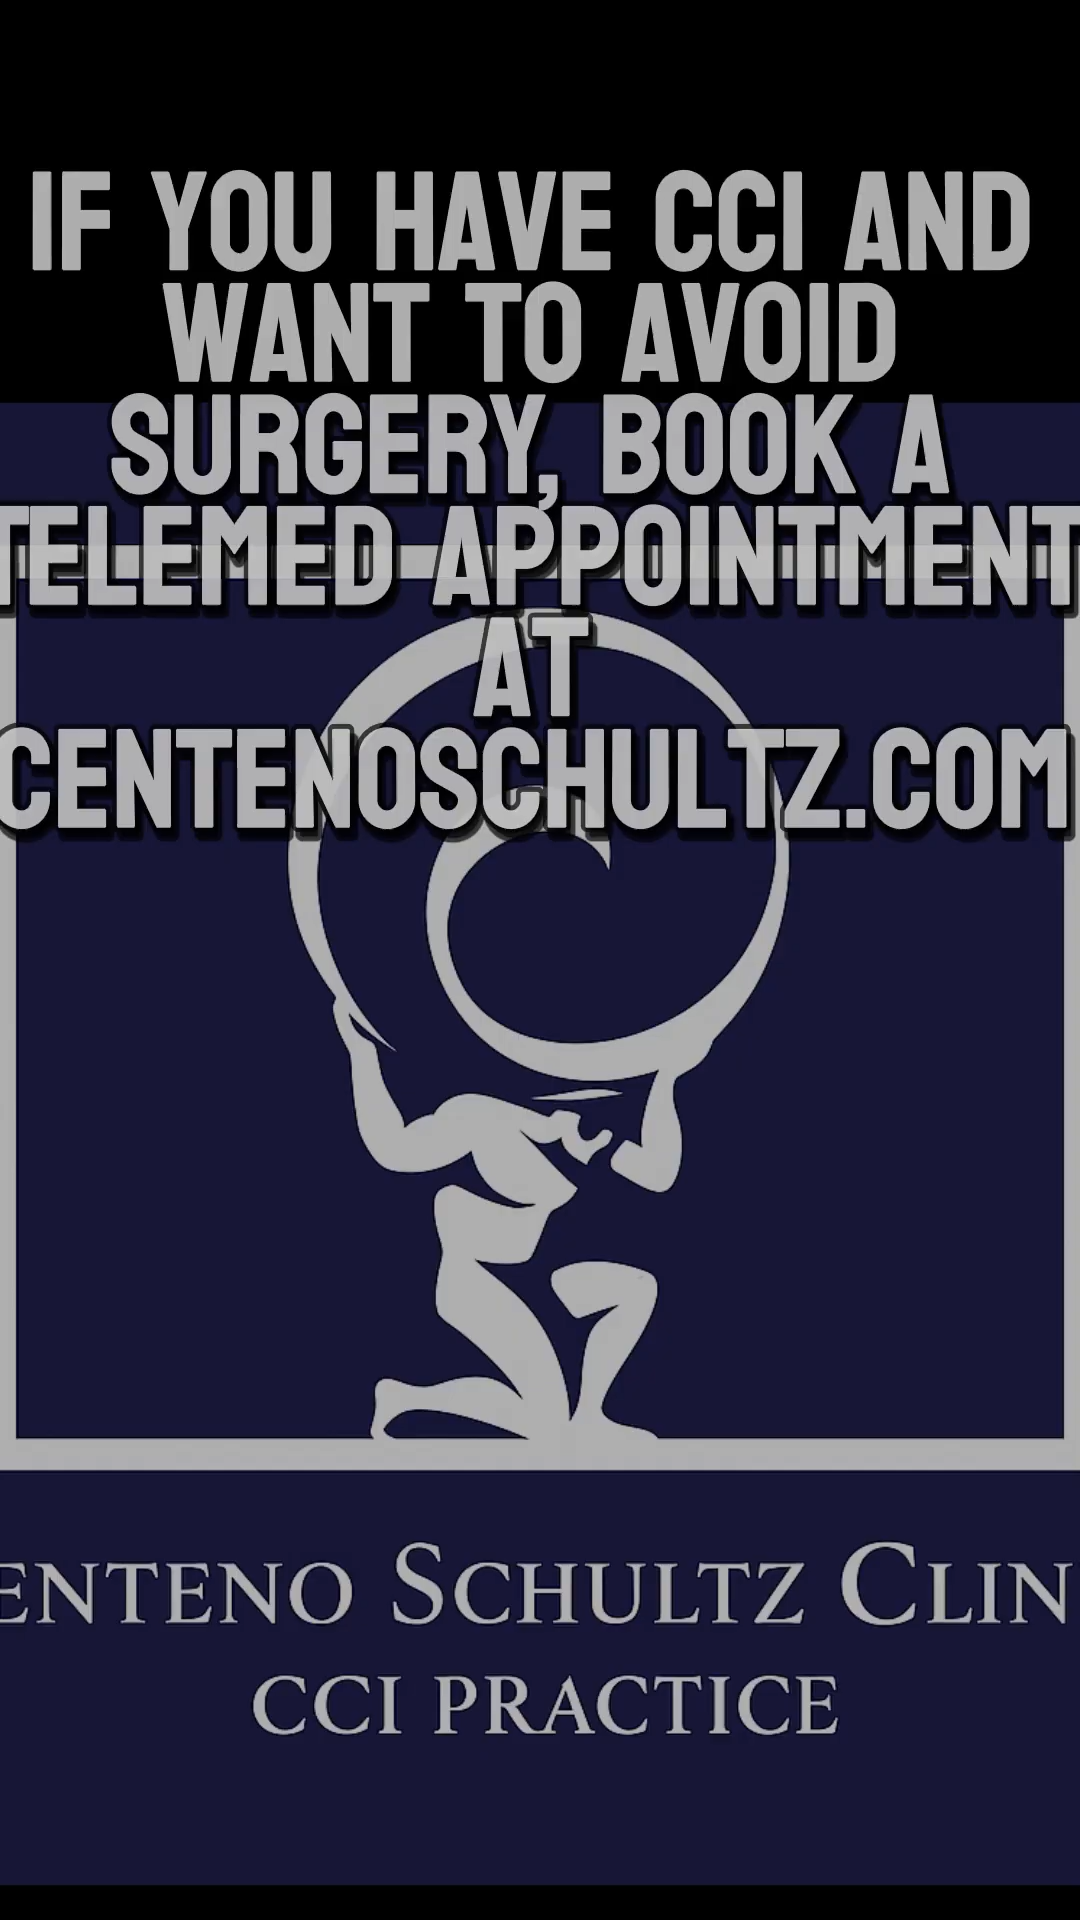 IF YOU HAVE CCI AND
WANT TO AVOID
SURGERY, BOOK A
TELEMED APPOINTMENT
AT
CENTENOSCHULTZ.COM
ENTENO SCHULTZ CLIN
CCI PRACTICE